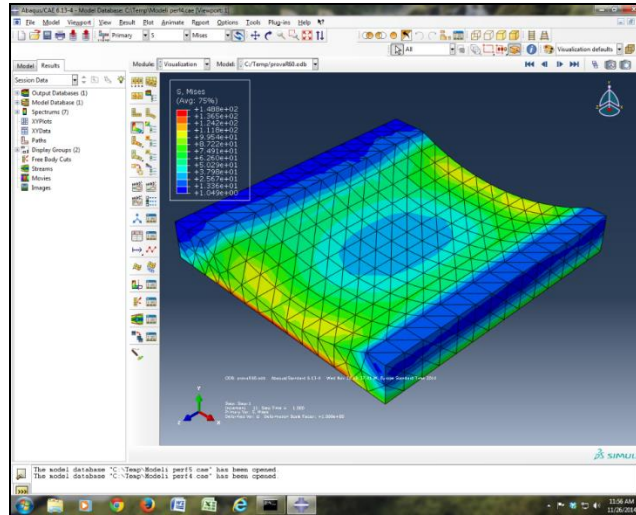 Abaqus/CAE 6.13-4 - Model Database: C:\Temp\Modeli perf4.cae [Viewport: 1]
File Model Viewport View Result Plot Animate Report Options Tools Plug-ins Help
Primary S Mises
All Visualization defaults
Model Results Module: Visualization Model: C:/Temp/prova868.odb
Session Data
Output Databases (1)
Model Database (1)
Spectrums (7)
XYPlots
XYData
Paths
Display Groups (2)
Free Body Cuts
Streams
Movies
Images
S, Mises
(Avg: 75%)
+1.488e+02
+1.365e+02
+1.242e+02
+1.118e+02
+9.954e+01
+8.722e+01
+7.491e+01
+6.260e+01
+5.029e+01
+3.798e+01
+2.567e+01
+1.336e+01
+1.049e+00
SIMUL
The model database "C:\Temp\Modeli perf5.cae" has been opened.
The model database "C:\Temp\Modeli perf4.cae" has been opened.
11:56 AM
11/26/2014